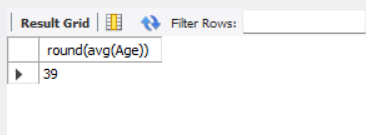 Result Grid Filter Rows:
round(avg(Age))
39